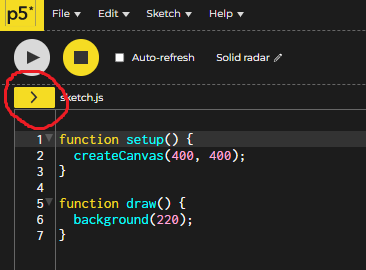 p5* File Edit Sketch Help
Auto-refresh Solid radar
> sketch.js
1 function setup() {
2 createCanvas(400, 400);
3 }
4
5 function draw() {
6 background(220);
7 }